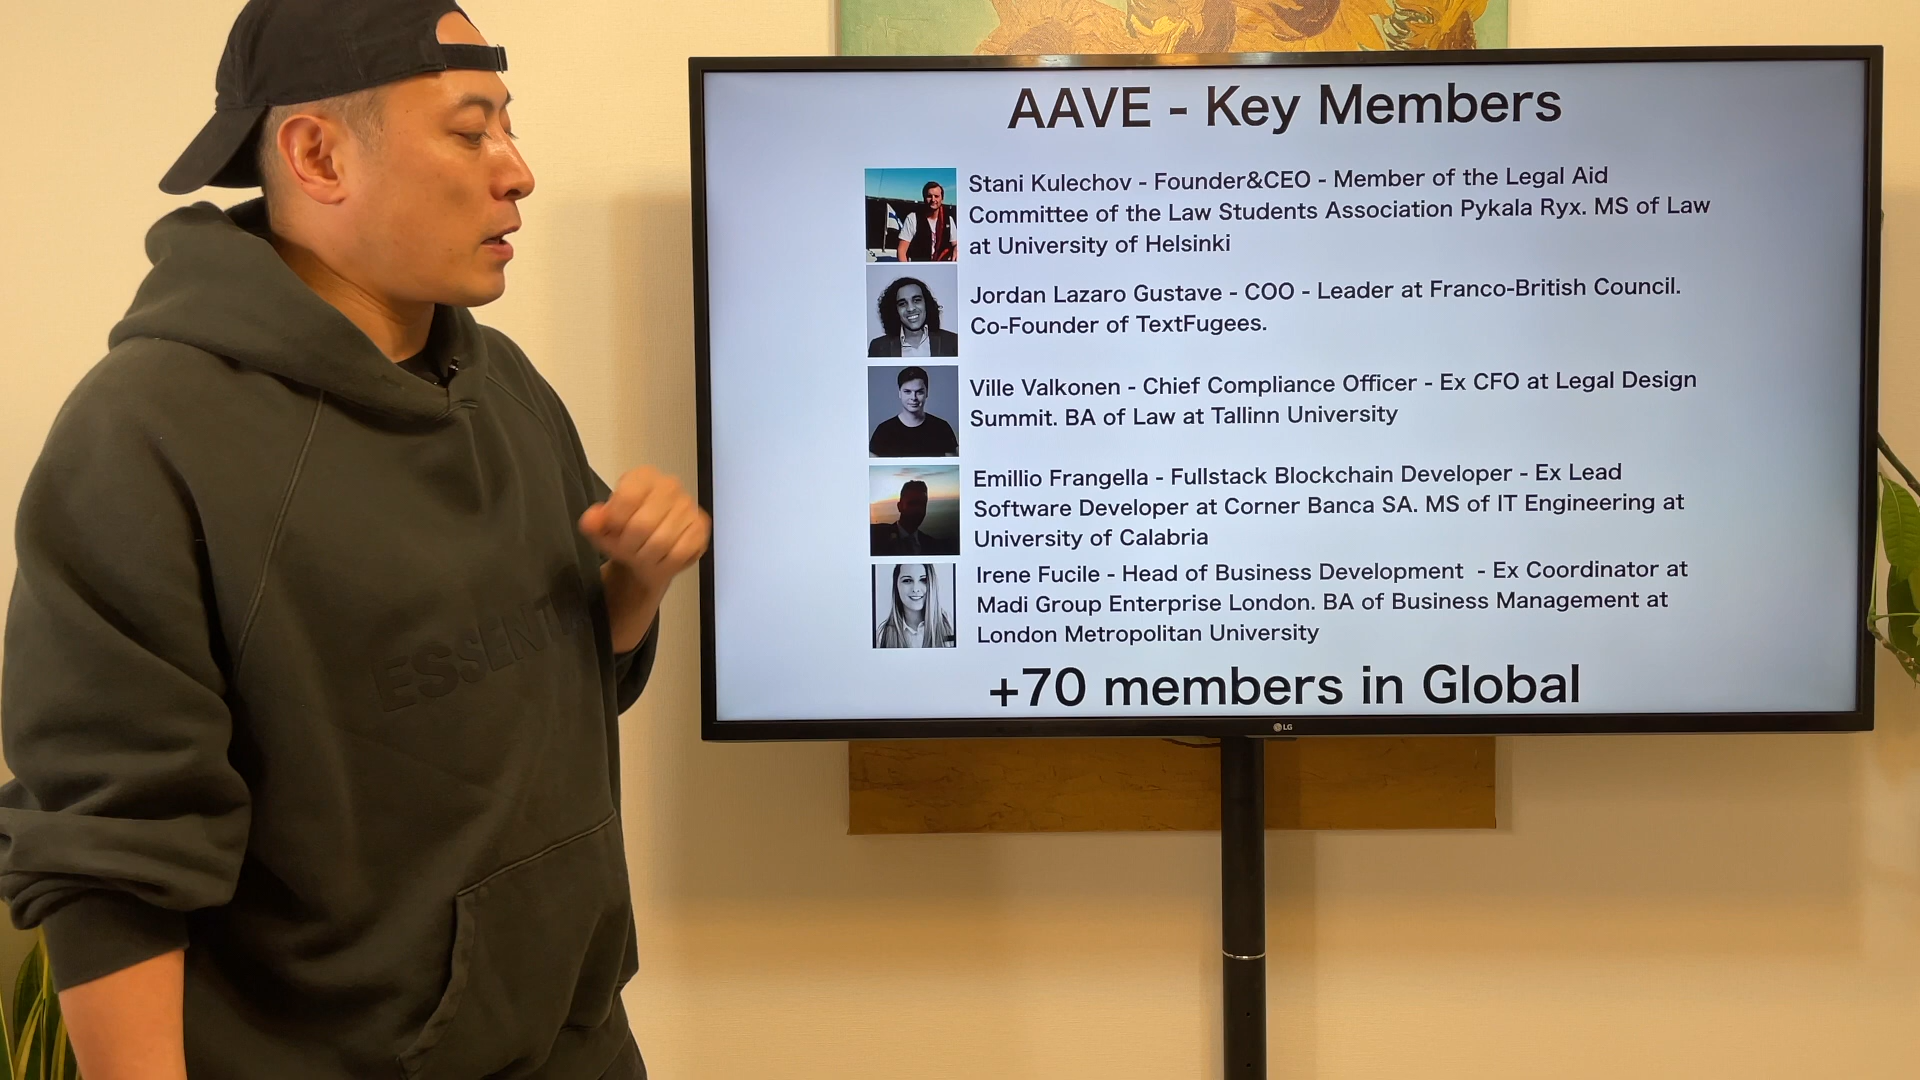 AAVE - Key Members
Stani Kulechov - Founder&CEO - Member of the Legal Aid
Committee of the Law Students Association Pykala Ryx. MS of Law
at University of Helsinki
Jordan Lazaro Gustave - COO - Leader at Franco-British Council.
Co-Founder of TextFugees.
Ville Valkonen - Chief Compliance Officer - Ex CFO at Legal Design
Summit. BA of Law at Tallinn University
Emillio Frangella - Fullstack Blockchain Developer - Ex Lead
Software Developer at Corner Banca SA. MS of IT Engineering at
University of Calabria
Irene Fucile - Head of Business Development - Ex Coordinator at
Madi Group Enterprise London. BA of Business Management at
London Metropolitan University
+70 members in Global
LG